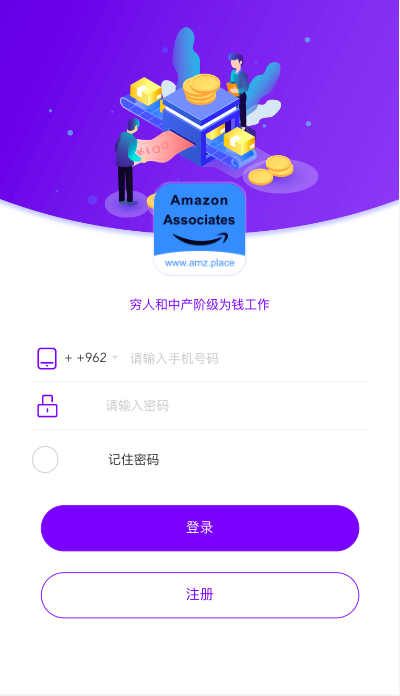 ¥100
Amazon
Associates
www.amz.place
穷人和中产阶级为钱工作
+ +962 请输入手机号码
请输入密码
记住密码
登录
注册